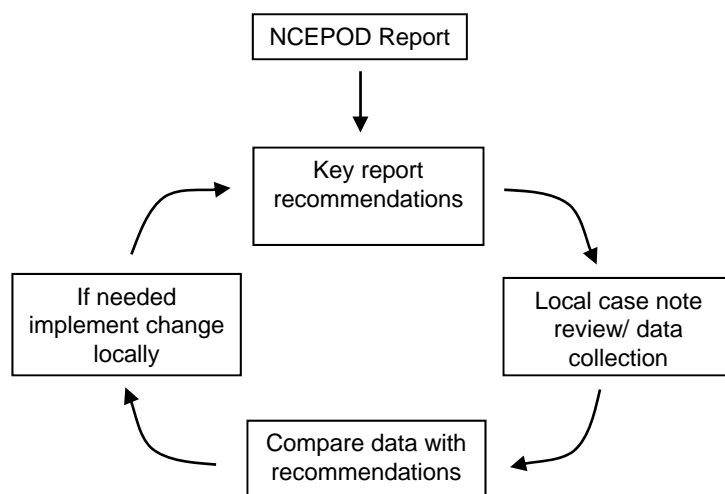 NCEPOD Report
Key report
recommendations
Local case note
review/ data
collection
Compare data with
recommendations
If needed
implement change
locally